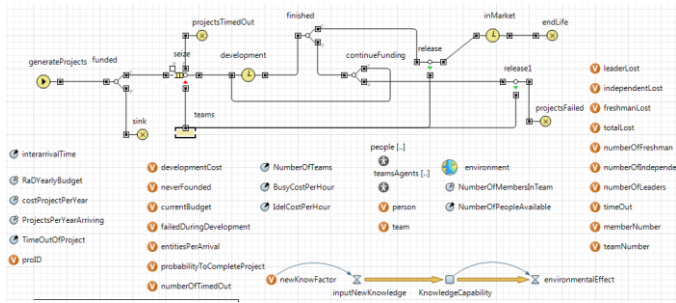 projectsTimedOut
finished
inMarket
endLife
generateProjects
funded
seize
development
continueFunding
release
release1
sink
teams
projectsFailed
interarrivalTime
RaDYearlyBudget
costProjectPerYear
ProjectsPerYearArriving
TimeOutOfProject
projID
developmentCost
neverFounded
currentBudget
failedDuringDevelopment
entitiesPerArrival
probabilityToCompleteProject
numberOfTimedOut
NumberOfTeams
BusyCostPerHour
IdelCostPerHour
people [..]
teamsAgents [..]
person
team
environment
NumberOfMembersInTeam
NumberOfPeopleAvailable
newKnowFactor
inputNewKnowledge
KnowledgeCapability
environmentalEffect
leaderLost
independentLost
freshmanLost
totalLost
numberOfFreshman
numberOfIndepende
numberOfLeaders
timeOut
memberNumber
teamNumber